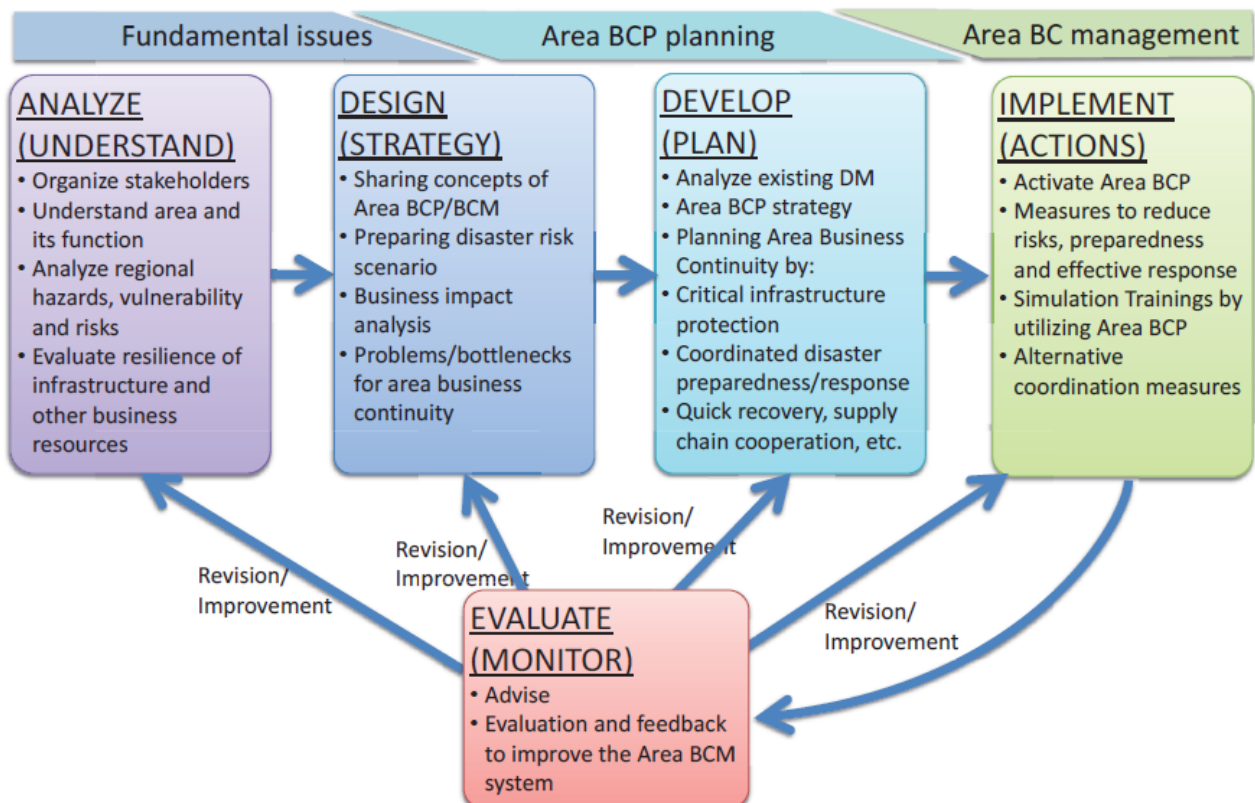 Fundamental issues
Area BCP planning
Area BC management
ANALYZE
(UNDERSTAND)
• Organize stakeholders
• Understand area and
its function
• Analyze regional
hazards, vulnerability
and risks
• Evaluate resilience of
infrastructure and
other business
resources
DESIGN
(STRATEGY)
• Sharing concepts of
Area BCP/BCM
• Preparing disaster risk
scenario
• Business impact
analysis
• Problems/bottlenecks
for area business
continuity
DEVELOP
(PLAN)
• Analyze existing DM
• Area BCP strategy
• Planning Area Business
Continuity by:
• Critical infrastructure
protection
• Coordinated disaster
preparedness/response
• Quick recovery, supply
chain cooperation, etc.
IMPLEMENT
(ACTIONS)
• Activate Area BCP
• Measures to reduce
risks, preparedness
and effective response
• Simulation Trainings by
utilizing Area BCP
• Alternative
coordination measures
Revision/
Improvement
Revision/
Improvement
Revision/
Improvement
Revision/
Improvement
EVALUATE
(MONITOR)
• Advise
• Evaluation and feedback
to improve the Area BCM
system